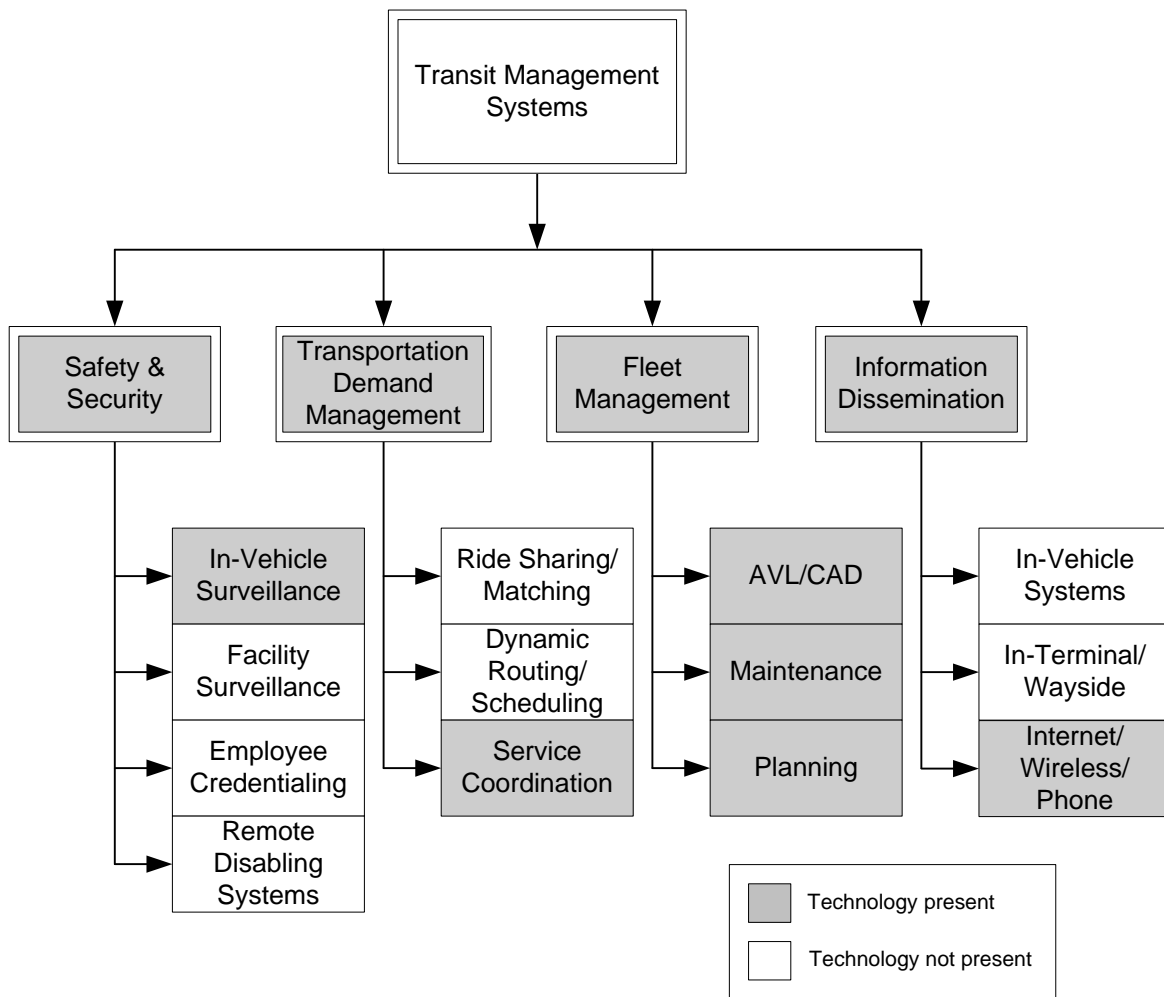 Transit Management
Systems
Safety &
Security
Transportation
Demand
Management
Fleet
Management
Information
Dissemination
In-Vehicle
Surveillance
Facility
Surveillance
Employee
Credentialing
Remote
Disabling
Systems
Ride Sharing/
Matching
Dynamic
Routing/
Scheduling
Service
Coordination
AVL/CAD
Maintenance
Planning
In-Vehicle
Systems
In-Terminal/
Wayside
Internet/
Wireless/
Phone
Technology present
Technology not present